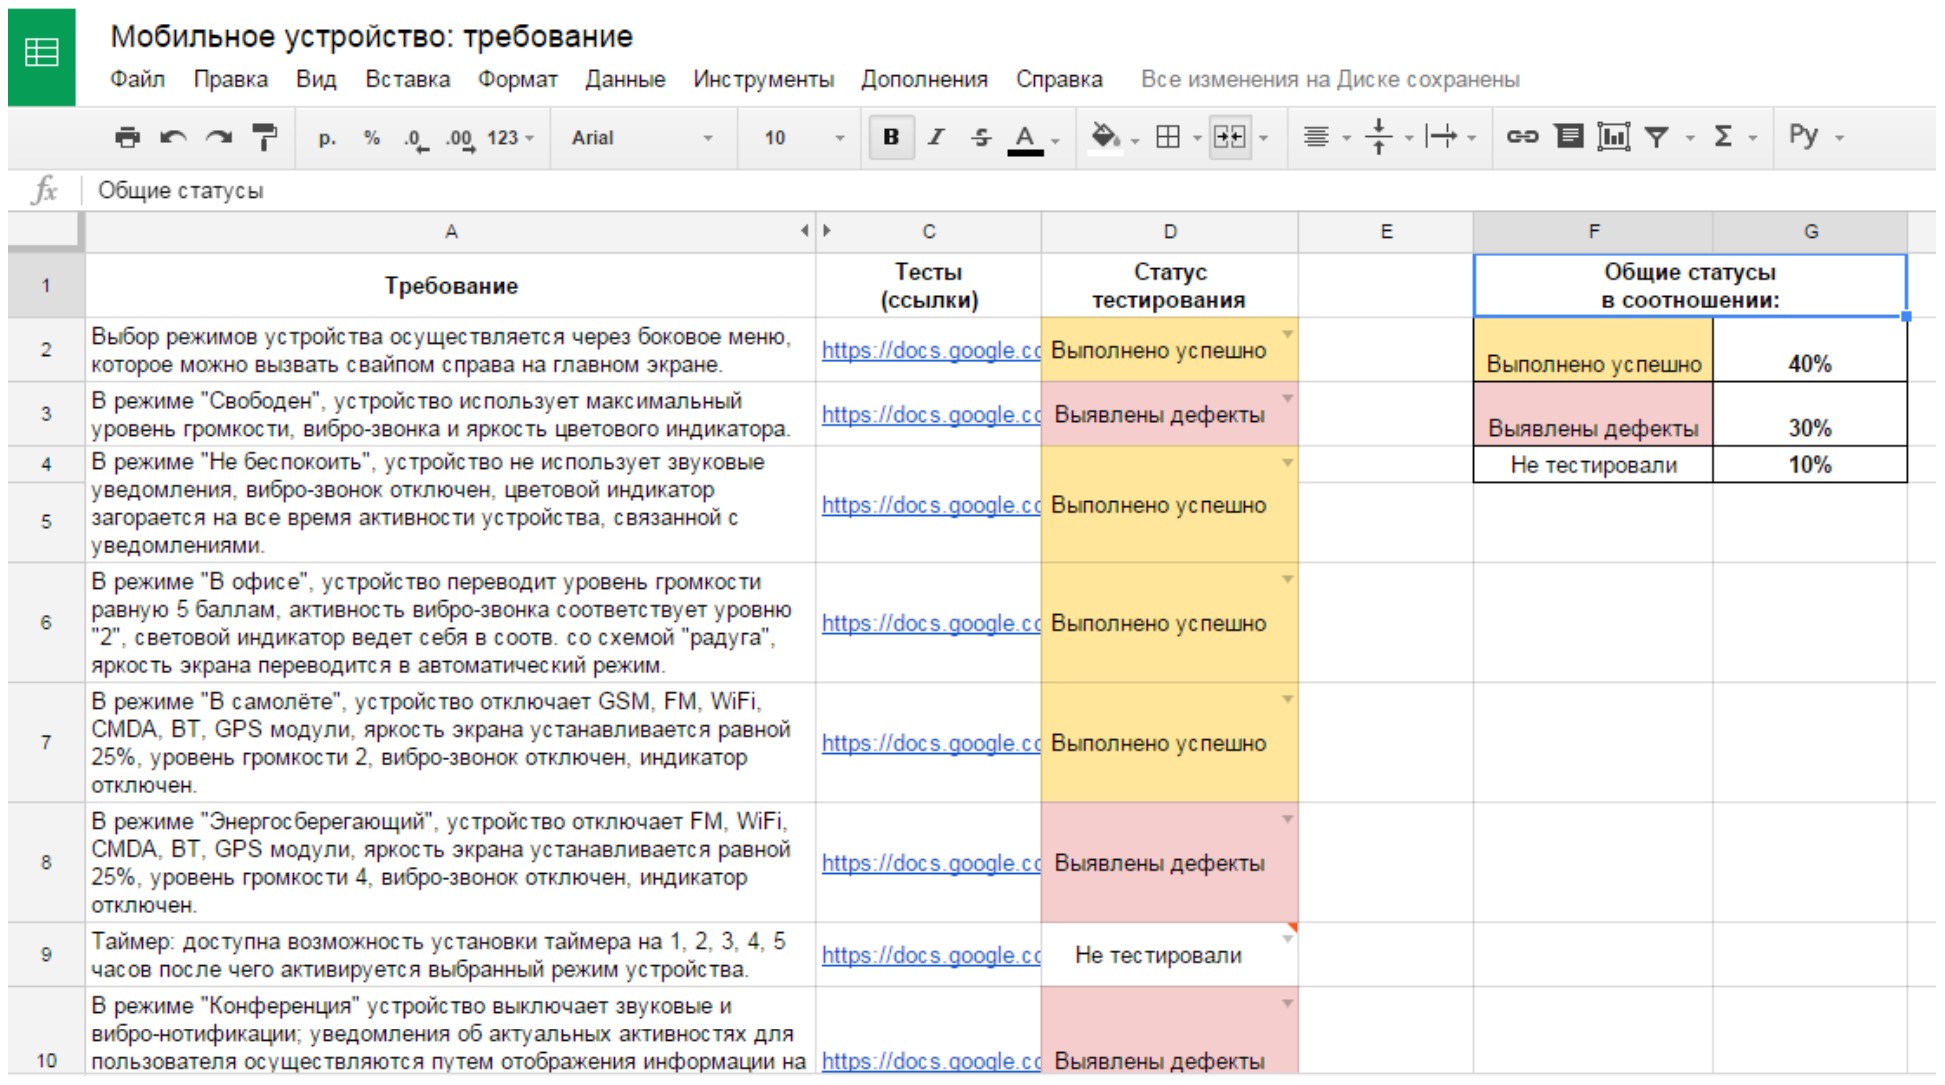 Мобильное устройство: требование
Файл Правка Вид Вставка Формат Данные Инструменты Дополнения Справка Все изменения на Диске сохранены
р. % .0 .00 123 Arial 10 B I S A Σ Ру
fx Общие статусы
A C D E F G
1 Требование
Тесты
(ссылки)
Статус
тестирования
Общие статусы
в соотношении:
2
Выбор режимов устройства осуществляется через боковое меню,
которое можно вызвать свайпом справа на главном экране.
https://docs.google.co
Выполнено успешно
Выполнено успешно 40%
3
В режиме "Свободен", устройство использует максимальный
уровень громкости, вибро-звонка и яркость цветового индикатора.
https://docs.google.co
Выявлены дефекты
Выявлены дефекты 30%
4
5
В режиме "Не беспокоить", устройство не использует звуковые
уведомления, вибро-звонок отключен, цветовой индикатор
загорается на все время активности устройства, связанной с
уведомлениями.
https://docs.google.co
Выполнено успешно
Не тестировали 10%
6
В режиме "В офисе", устройство переводит уровень громкости
равную 5 баллам, активность вибро-звонка соответствует уровню
"2", световой индикатор ведет себя в соотв. со схемой "радуга",
яркость экрана переводится в автоматический режим.
https://docs.google.co
Выполнено успешно
7
В режиме "В самолёте", устройство отключает GSM, FM, WiFi,
CMDA, BT, GPS модули, яркость экрана устанавливается равной
25%, уровень громкости 2, вибро-звонок отключен, индикатор
отключен.
https://docs.google.co
Выполнено успешно
8
В режиме "Энергосберегающий", устройство отключает FM, WiFi,
CMDA, BT, GPS модули, яркость экрана устанавливается равной
25%, уровень громкости 4, вибро-звонок отключен, индикатор
отключен.
https://docs.google.co
Выявлены дефекты
9
Таймер: доступна возможность установки таймера на 1, 2, 3, 4, 5
часов после чего активируется выбранный режим устройства.
https://docs.google.co
Не тестировали
10
В режиме "Конференция" устройство выключает звуковые и
вибро-нотификации; уведомления об актуальных активностях для
пользователя осуществляются путем отображения информации на
https://docs.google.co
Выявлены дефекты